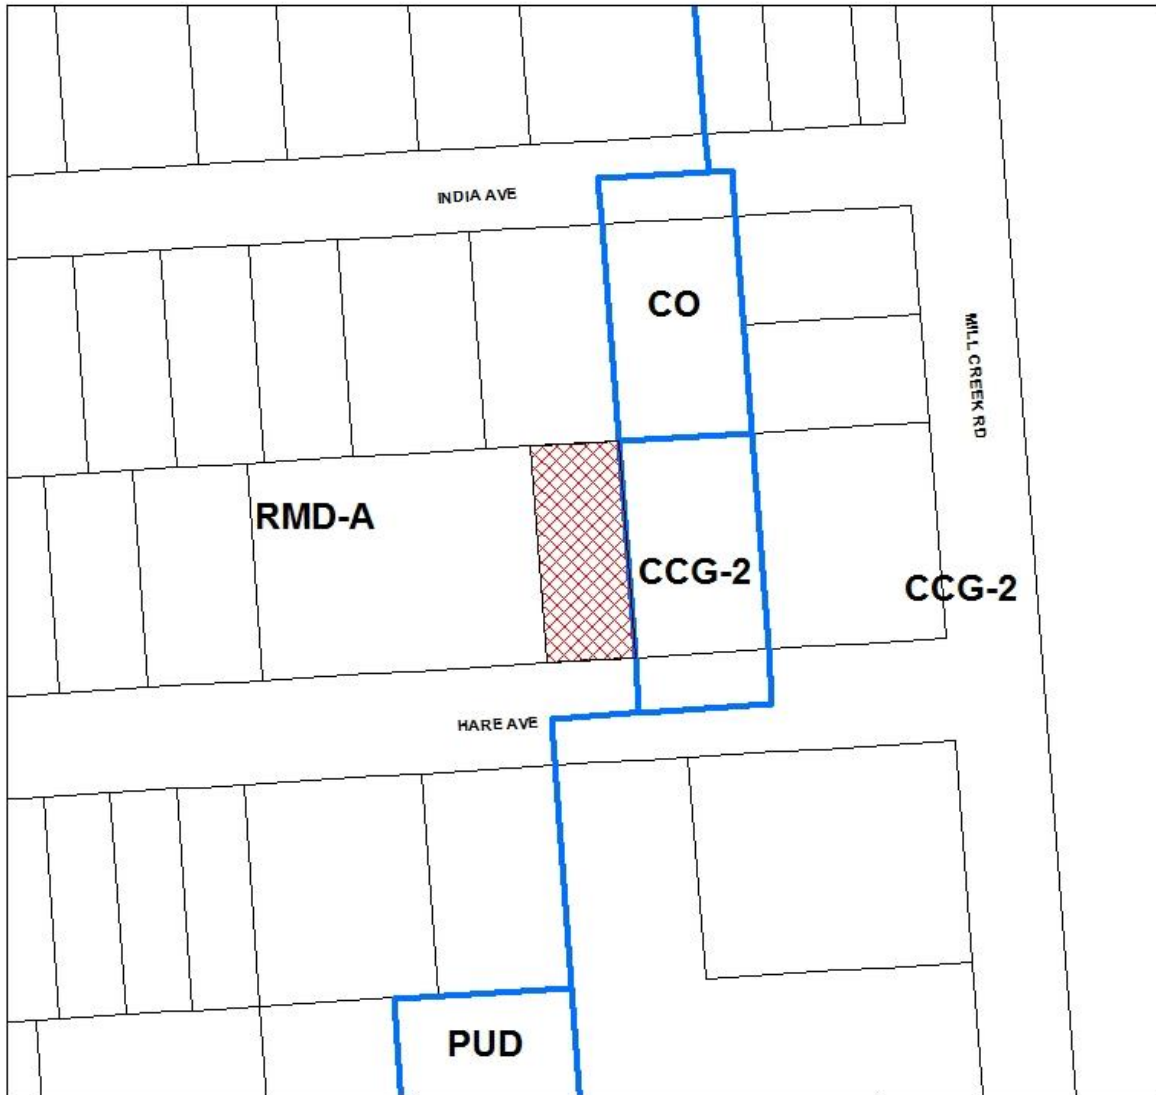 INDIA AVE
CO
MILL CREEK RD
RMD-A
CCG-2
CCG-2
HARE AVE
PUD